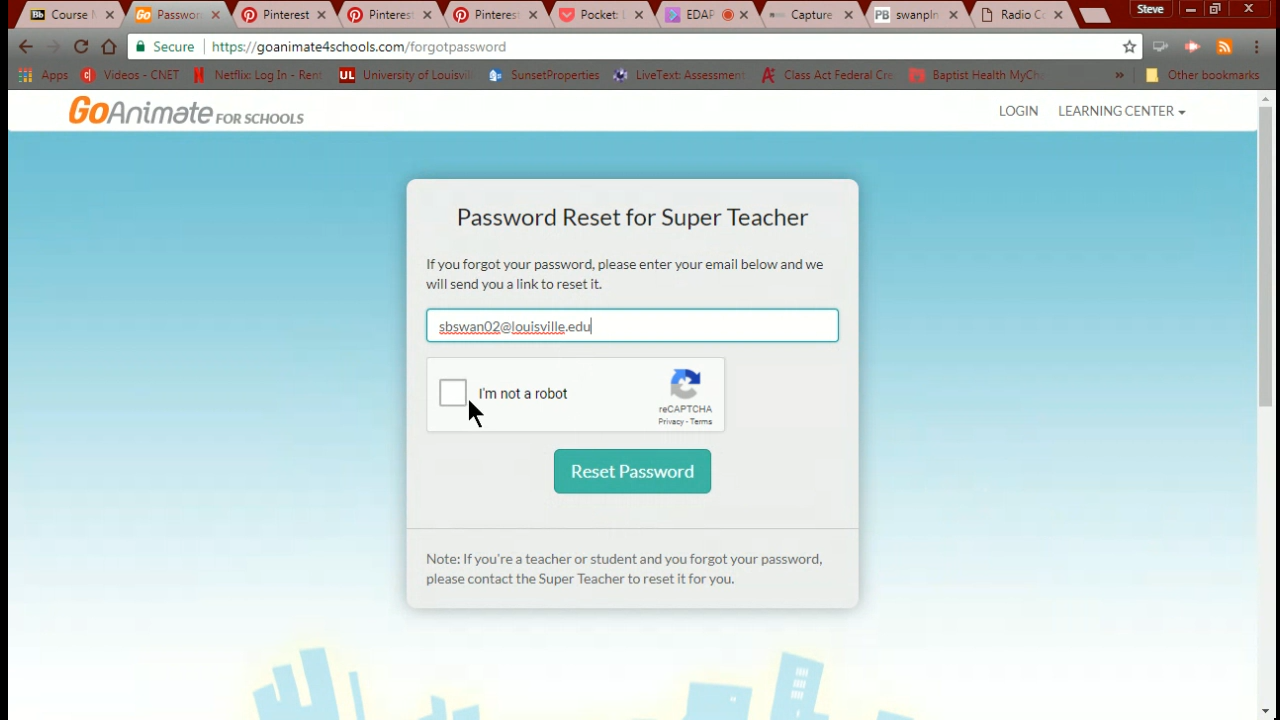 Course M
Passwor
Pinterest
Pinteres
Pinteres
Pocket: L
EDAP
Capture
PB swanpIn
Radio Co
Steve
Secure https://goanimate4schools.com/forgotpassword
Apps
Videos - CNET
Netflix: Log In - Rent
UL University of Louisvil
SunsetProperties
LiveText: Assessment
Class Act Federal Cre
Baptist Health MyCh
» Other bookmarks
GoAnimate FOR SCHOOLS
LOGIN LEARNING CENTER
Password Reset for Super Teacher
If you forgot your password, please enter your email below and we
will send you a link to reset it.
sbswan02@louisville.edu
I'm not a robot
reCAPTCHA
Privacy - Terms
Reset Password
Note: If you're a teacher or student and you forgot your password,
please contact the Super Teacher to reset it for you.